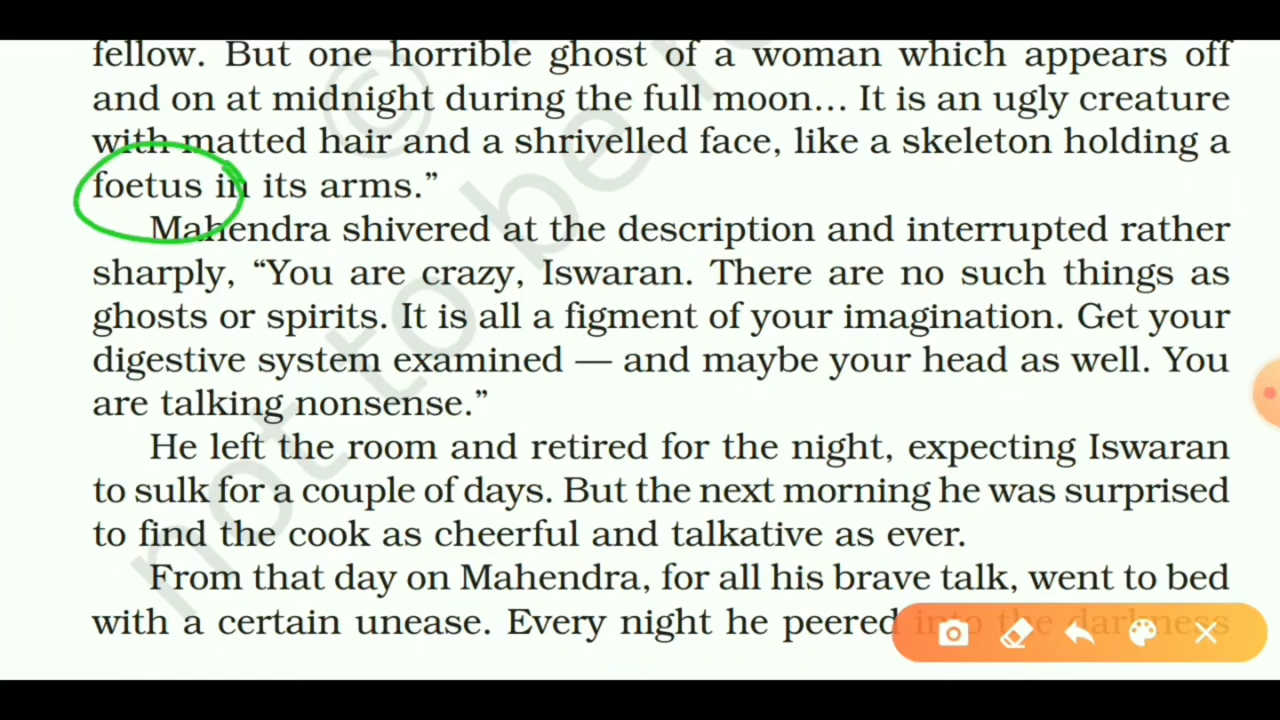 fellow. But one horrible ghost of a woman which appears off
and on at midnight during the full moon... It is an ugly creature
with matted hair and a shrivelled face, like a skeleton holding a
foetus in its arms.”
Mahendra shivered at the description and interrupted rather
sharply, “You are crazy, Iswaran. There are no such things as
ghosts or spirits. It is all a figment of your imagination. Get your
digestive system examined — and maybe your head as well. You
are talking nonsense.”
He left the room and retired for the night, expecting Iswaran
to sulk for a couple of days. But the next morning he was surprised
to find the cook as cheerful and talkative as ever.
From that day on Mahendra, for all his brave talk, went to bed
with a certain unease. Every night he peered into the darkness
© not to be re